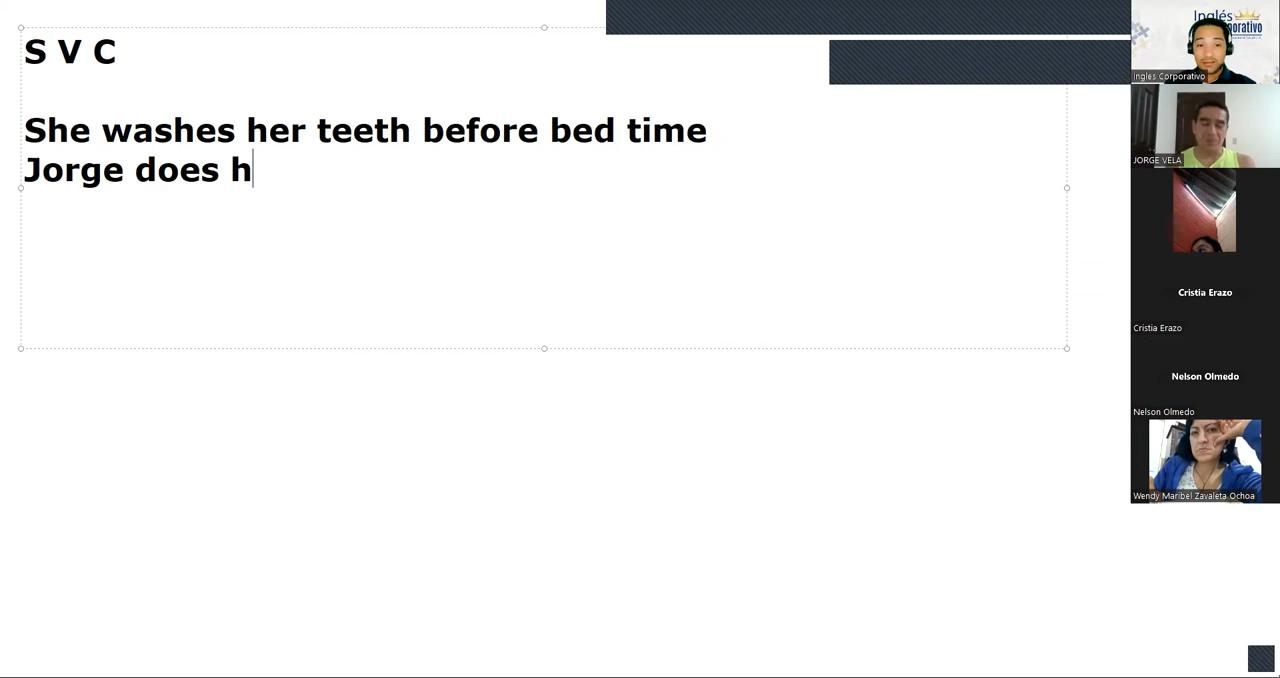 S V C
She washes her teeth before bed time
Jorge does h
Inglés
Ingles Corporativo
JORGE VELA
Cristia Erazo
Cristia Erazo
Nelson Olmedo
Nelson Olmedo
Wendy Maribel Zavaleta Ochoa